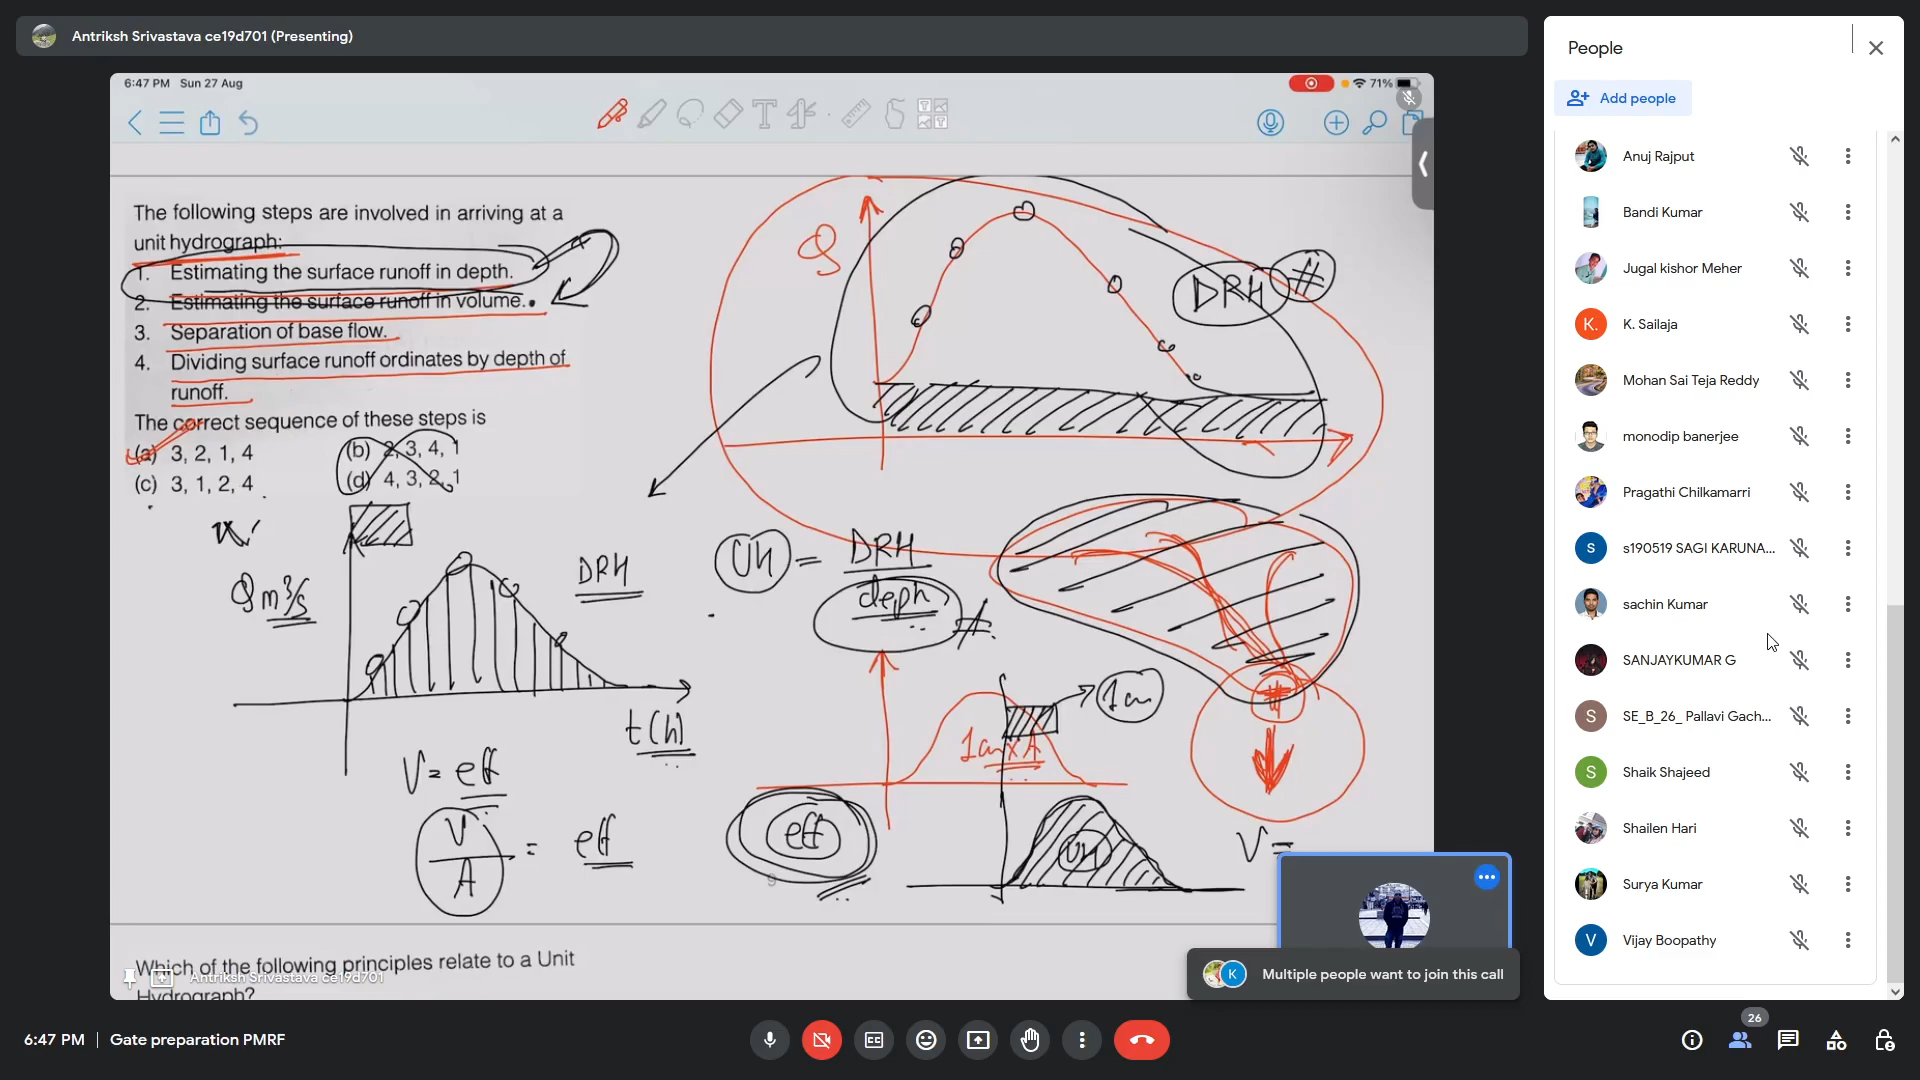 Antriksh Srivastava ce19d701 (Presenting)
6:47 PM Sun 27 Aug
71%
The following steps are involved in arriving at a
unit hydrograph:
1. Estimating the surface runoff in depth.
2. Estimating the surface runoff in volume.
3. Separation of base flow.
4. Dividing surface runoff ordinates by depth of
runoff.
The correct sequence of these steps is
(a) 3, 2, 1, 4 (b) 2, 3, 4, 1
(c) 3, 1, 2, 4 (d) 4, 3, 2, 1
Q
DRH #
Q m³/s
DRH
t(h)
V = eff
V/A = eff
UH = DRH
deph #
1cm
1cm x A
eff
UH
V =
9
Which of the following principles relate to a Unit
Hydrograph?
Antriksh Srivastava ce19d701
K
Multiple people want to join this call
People
Add people
Anuj Rajput
Bandi Kumar
Jugal kishor Meher
K. K. Sailaja
Mohan Sai Teja Reddy
monodip banerjee
Pragathi Chilkamarri
s s190519 SAGI KARUNA...
sachin Kumar
SANJAYKUMAR G
S SE_B_26_ Pallavi Gach...
S Shaik Shajeed
Shailen Hari
Surya Kumar
V Vijay Boopathy
6:47 PM | Gate preparation PMRF
26